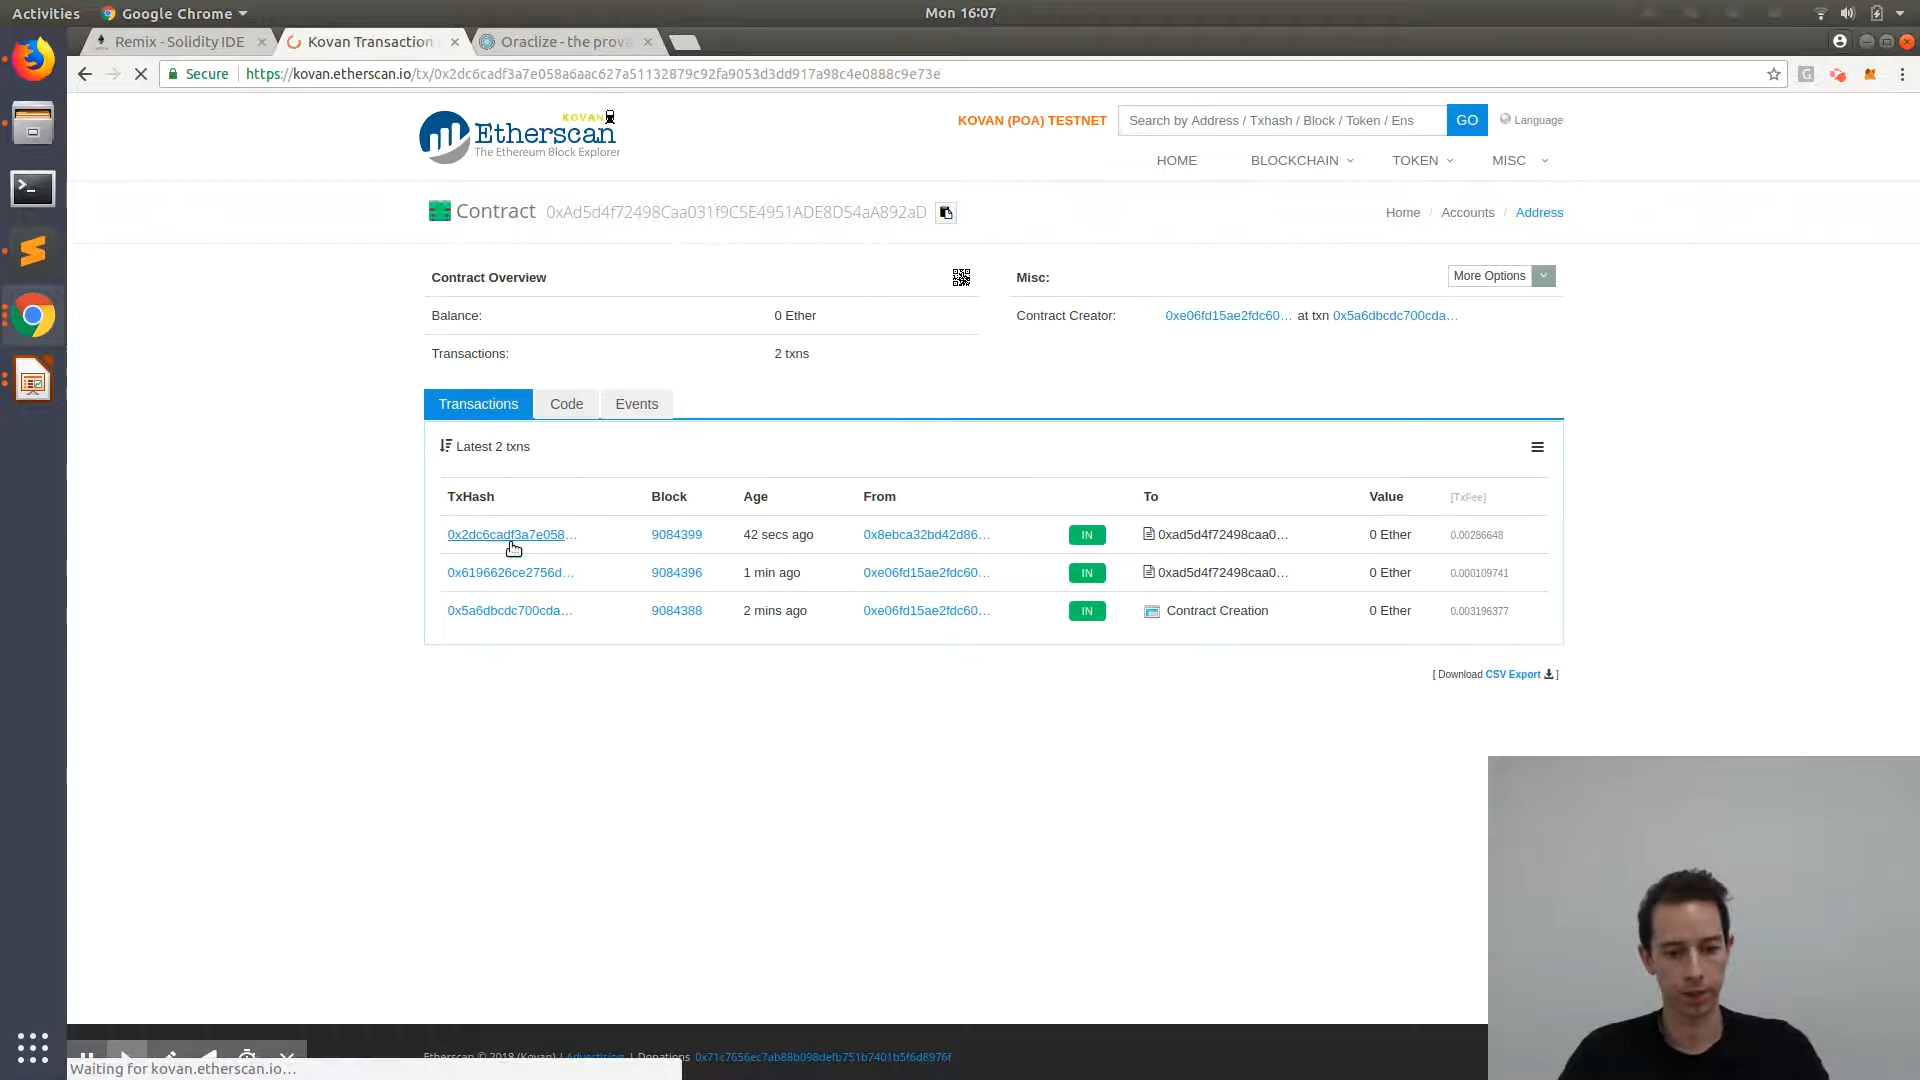 Activities Google Chrome Mon 16:07
Remix - Solidity IDE Kovan Transaction Oraclize - the prova
Secure https://kovan.etherscan.io/tx/0x2dc6cadf3a7e058a6aac627a51132879c92fa9053d3dd917a98c4e0888c9e73e
KOVAN
Etherscan
The Ethereum Block Explorer
KOVAN (POA) TESTNET Search by Address / Txhash / Block / Token / Ens GO Language
HOME BLOCKCHAIN TOKEN MISC
Contract 0xAd5d4f72498Caa031f9C5E4951ADE8D54aA892aD Home / Accounts / Address
Contract Overview Misc: More Options
Balance: 0 Ether Contract Creator: 0xe06fd15ae2fdc60... at txn 0x5a6dbcdc700cda...
Transactions: 2 txns
Transactions Code Events
Latest 2 txns
TxHash Block Age From To Value [TxFee]
0x2dc6cadf3a7e058... 9084399 42 secs ago 0x8ebca32bd42d86... IN 0xad5d4f72498caa0... 0 Ether 0.00286648
0x6196626ce2756d... 9084396 1 min ago 0xe06fd15ae2fdc60... IN 0xad5d4f72498caa0... 0 Ether 0.000109741
0x5a6dbcdc700cda... 9084388 2 mins ago 0xe06fd15ae2fdc60... IN Contract Creation 0 Ether 0.003196377
[ Download CSV Export ]
Etherscan © 2018 (Kovan) | Advertising | Donations 0x71c7656ec7ab88b098defb751b7401b5f6d8976f
Waiting for kovan.etherscan.io...